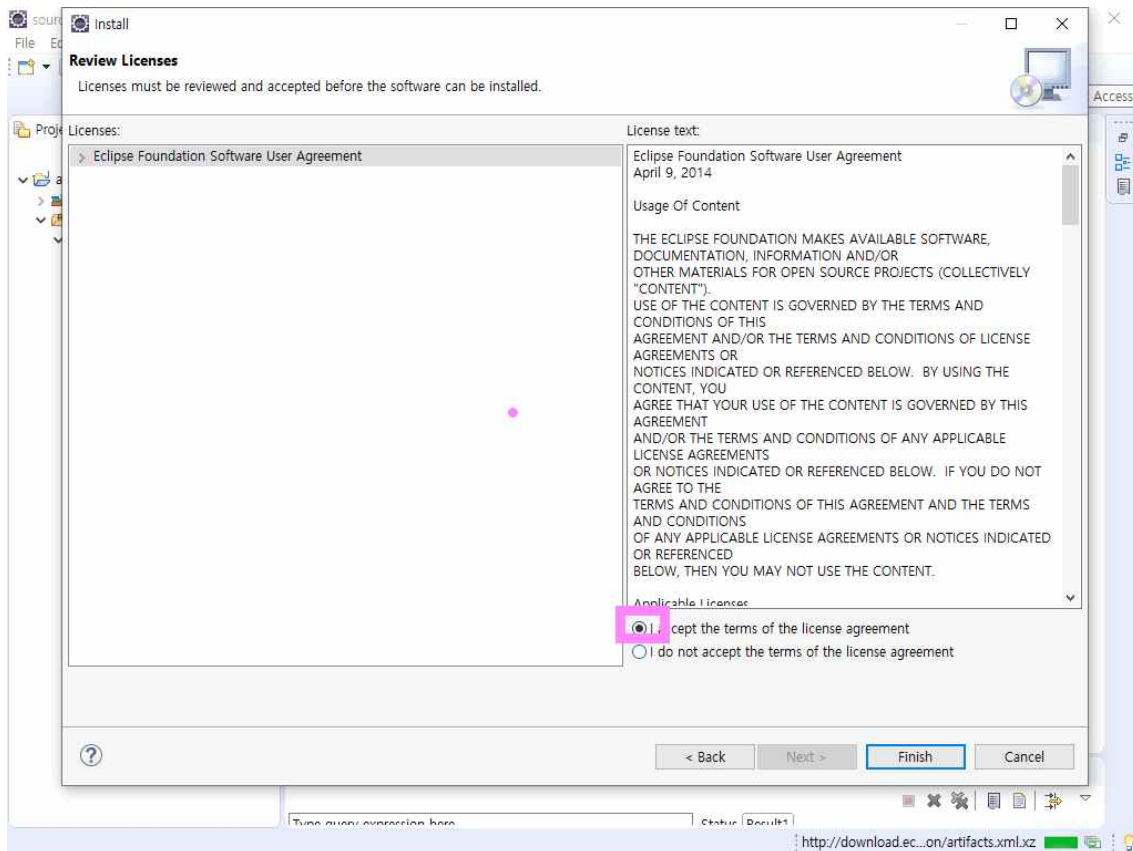 sour
Install
File Ed
Review Licenses
Licenses must be reviewed and accepted before the software can be installed.
Access
Proje
Licenses:
License text:
Eclipse Foundation Software User Agreement
Eclipse Foundation Software User Agreement
April 9, 2014
Usage Of Content
THE ECLIPSE FOUNDATION MAKES AVAILABLE SOFTWARE,
DOCUMENTATION, INFORMATION AND/OR
OTHER MATERIALS FOR OPEN SOURCE PROJECTS (COLLECTIVELY
"CONTENT").
USE OF THE CONTENT IS GOVERNED BY THE TERMS AND
CONDITIONS OF THIS
AGREEMENT AND/OR THE TERMS AND CONDITIONS OF LICENSE
AGREEMENTS OR
NOTICES INDICATED OR REFERENCED BELOW.  BY USING THE
CONTENT, YOU
AGREE THAT YOUR USE OF THE CONTENT IS GOVERNED BY THIS
AGREEMENT
AND/OR THE TERMS AND CONDITIONS OF ANY APPLICABLE
LICENSE AGREEMENTS
OR NOTICES INDICATED OR REFERENCED BELOW.  IF YOU DO NOT
AGREE TO THE
TERMS AND CONDITIONS OF THIS AGREEMENT AND THE TERMS
AND CONDITIONS
OF ANY APPLICABLE LICENSE AGREEMENTS OR NOTICES INDICATED
OR REFERENCED
BELOW, THEN YOU MAY NOT USE THE CONTENT.
Applicable Licenses
I accept the terms of the license agreement
I do not accept the terms of the license agreement
< Back
Next >
Finish
Cancel
Type query expression here
Status Result1
http://download.ec...on/artifacts.xml.xz